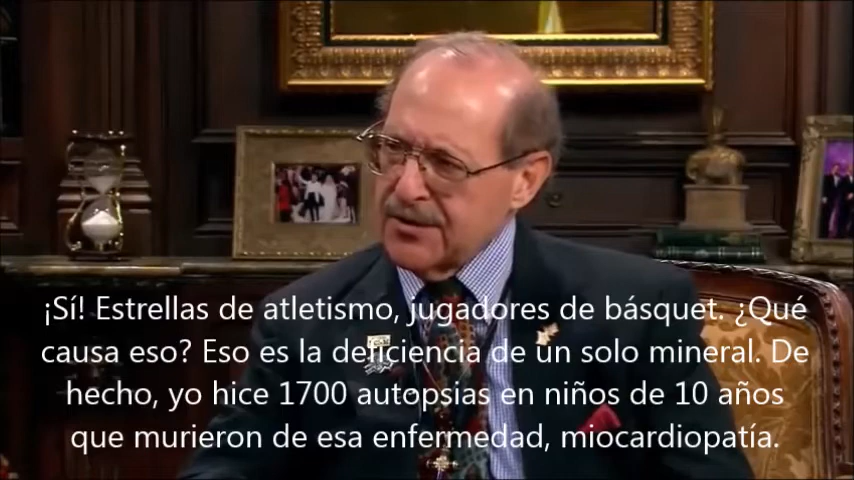 ¡Sí! Estrellas de atletismo, jugadores de básquet. ¿Qué
causa eso? Eso es la deficiencia de un solo mineral. De
hecho, yo hice 1700 autopsias en niños de 10 años
que murieron de esa enfermedad, miocardiopatía.